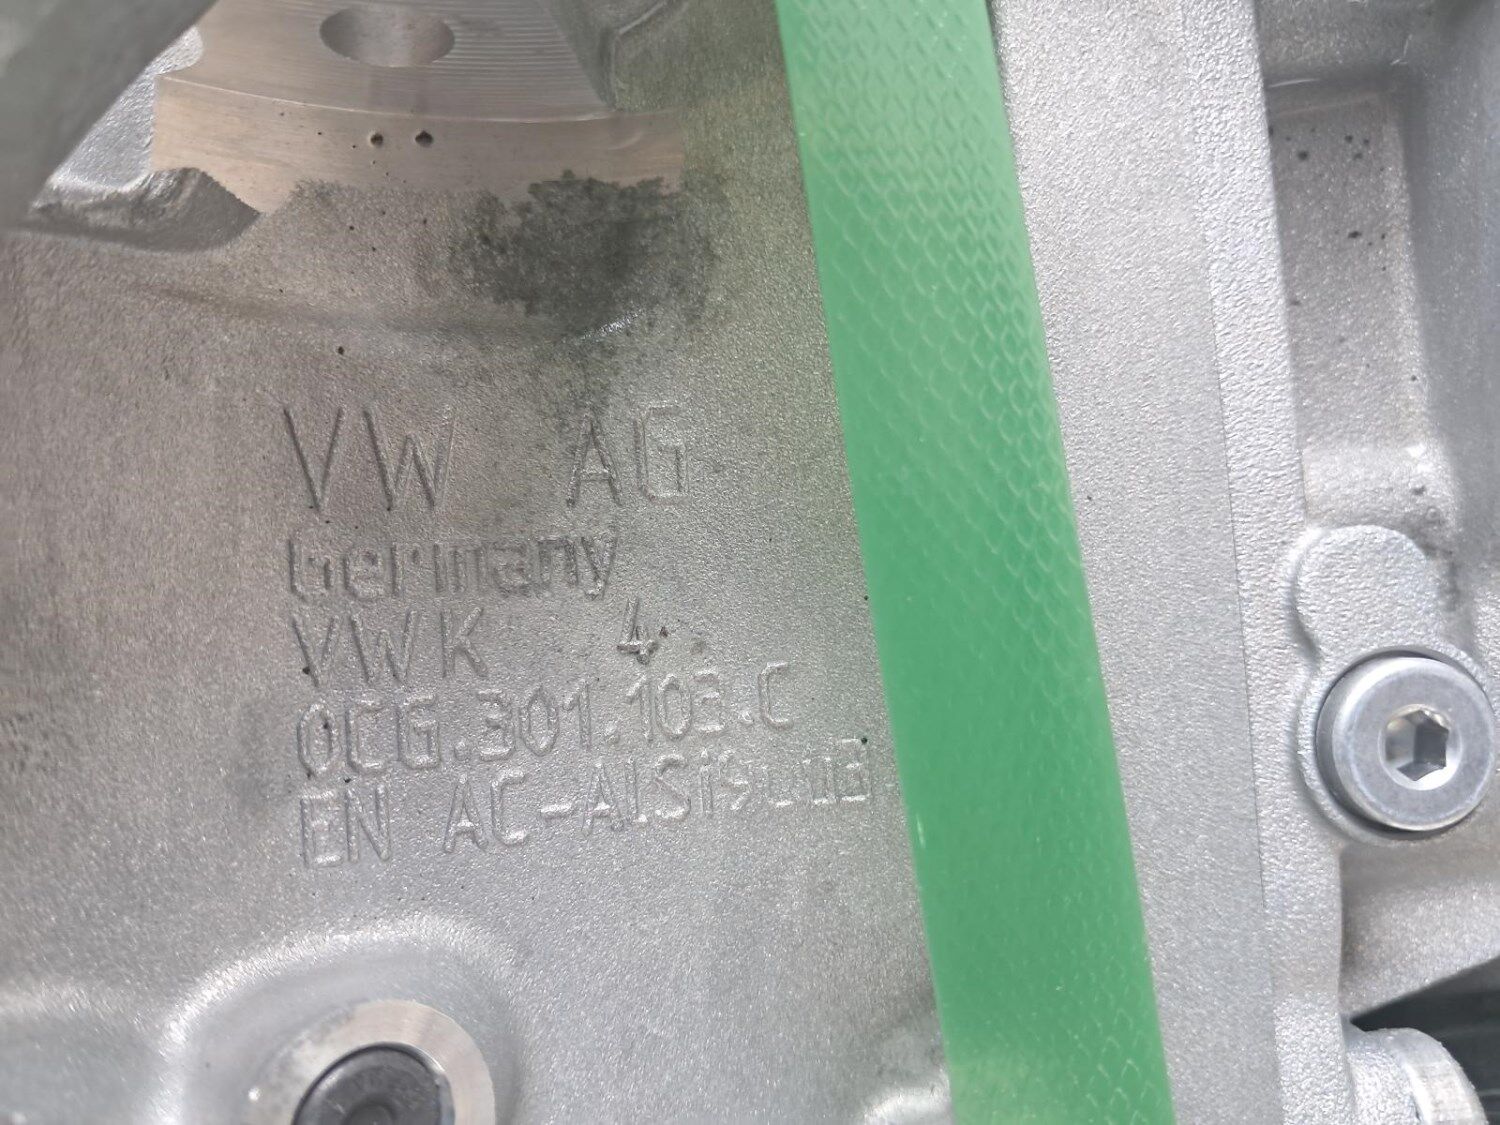 VW AG
Germany
VWK 4
0CG.301.103.C
EN AC-AlSi9